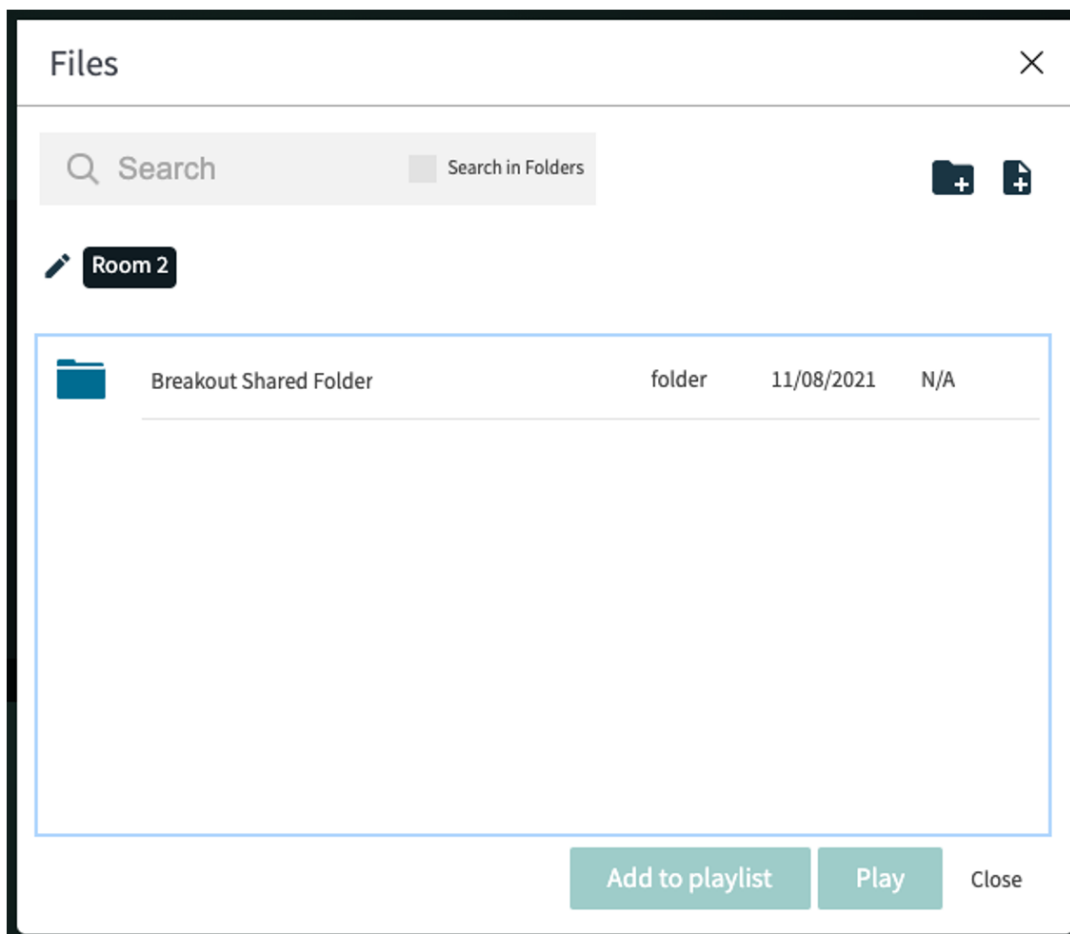 Files
Search
Search in Folders
Room 2
Breakout Shared Folder folder 11/08/2021 N/A
Add to playlist Play Close